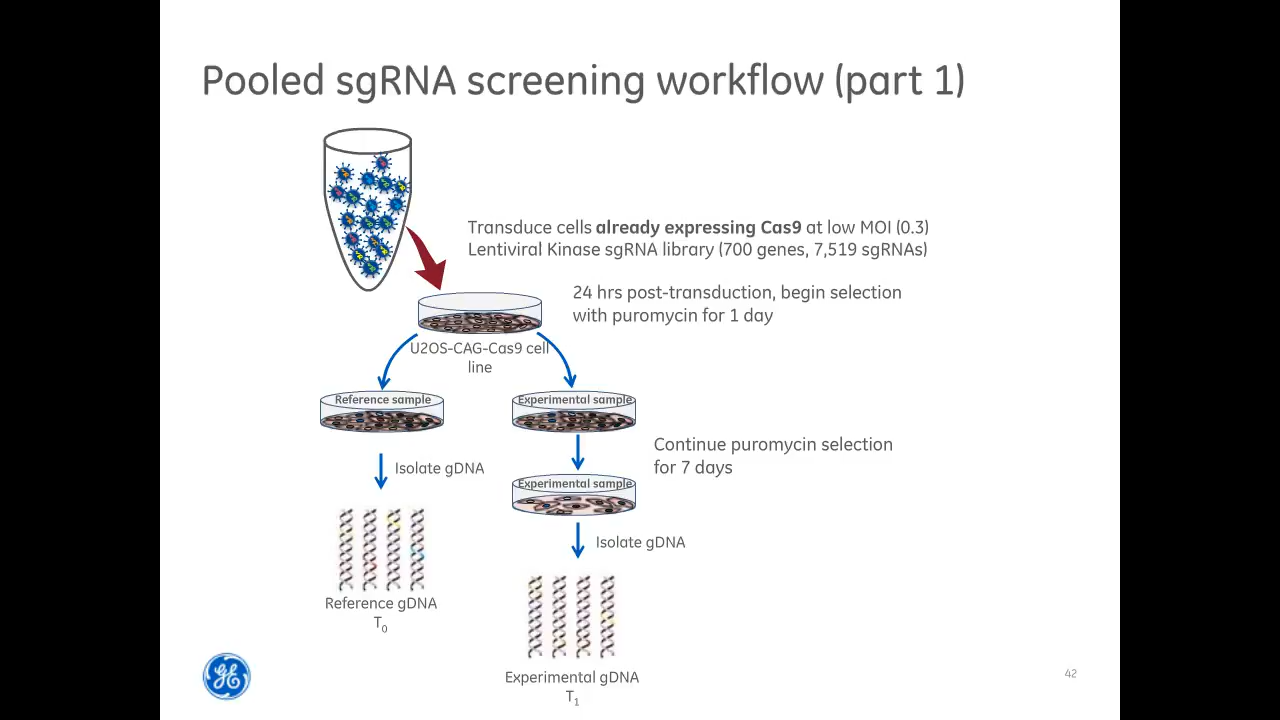 Pooled sgRNA screening workflow (part 1)
Transduce cells already expressing Cas9 at low MOI (0.3)
Lentiviral Kinase sgRNA library (700 genes, 7,519 sgRNAs)
24 hrs post-transduction, begin selection
with puromycin for 1 day
U2OS-CAG-Cas9 cell
line
Reference sample
Experimental sample
Continue puromycin selection
for 7 days
Isolate gDNA
Experimental sample
Isolate gDNA
Reference gDNA
T0
Experimental gDNA
T1
GE
42